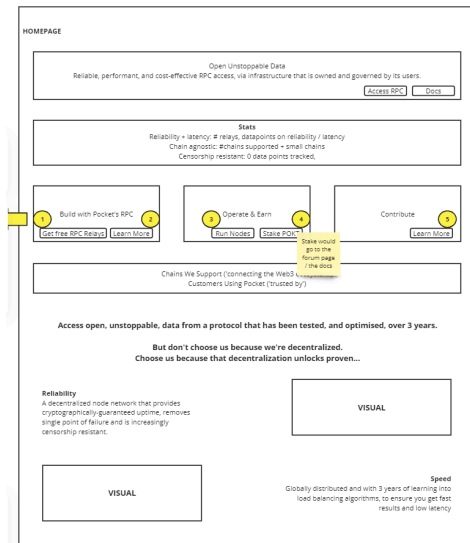 HOMEPAGE
Open Unstoppable Data
Reliable, performant, and cost-effective RPC access, via infrastructure that is owned and governed by its users.
Access RPC
Docs
Stats
Reliability + latency: # relays, datapoints on reliability / latency
Chain agnostic: #chains supported + small chains
Censorship resistant: 0 data points tracked,
1
Build with Pocket's RPC
2
Get free RPC Relays
Learn More
3
Operate & Earn
4
Run Nodes
Stake POKT
Contribute
5
Learn More
Stake would
go to the
forum page
/ the docs
Chains We Support ('connecting the Web3
Customers Using Pocket ('trusted by')
Access open, unstoppable, data from a protocol that has been tested, and optimised, over 3 years.
But don't choose us because we're decentralized.
Choose us because that decentralization unlocks proven...
Reliability
A decentralized node network that provides
cryptographically-guaranteed uptime, removes
single point of failure and is increasingly
censorship resistant.
VISUAL
VISUAL
Speed
Globally distributed and with 3 years of learning into
load balancing algorithms, to ensure you get fast
results and low latency